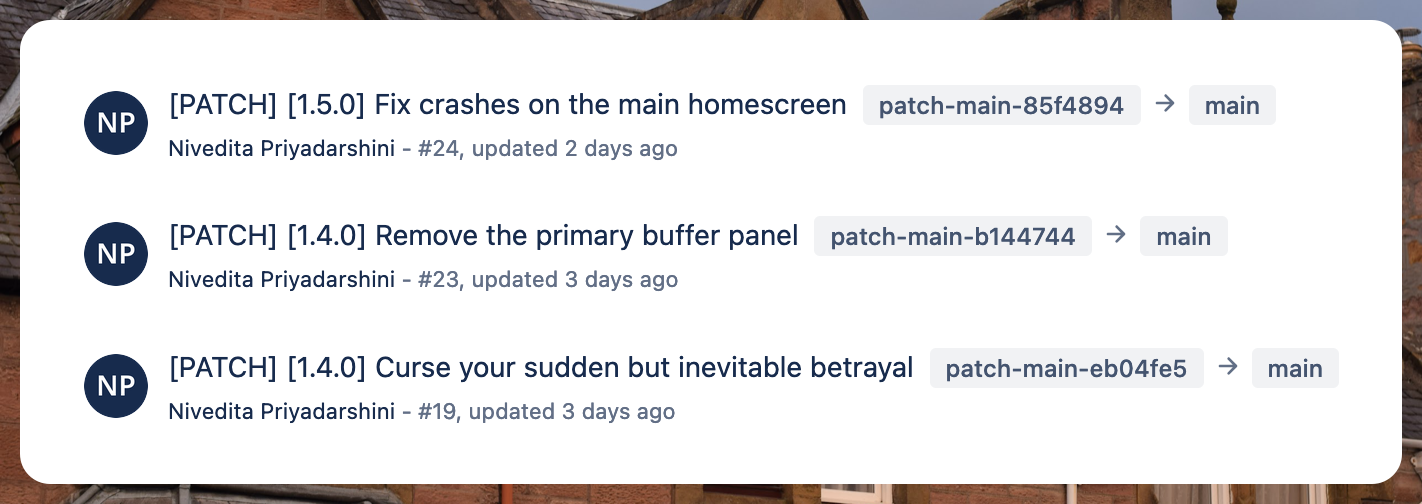 NP [PATCH] [1.5.0] Fix crashes on the main homescreen patch-main-85f4894 → main
Nivedita Priyadarshini - #24, updated 2 days ago
NP [PATCH] [1.4.0] Remove the primary buffer panel patch-main-b144744 → main
Nivedita Priyadarshini - #23, updated 3 days ago
NP [PATCH] [1.4.0] Curse your sudden but inevitable betrayal patch-main-eb04fe5 → main
Nivedita Priyadarshini - #19, updated 3 days ago